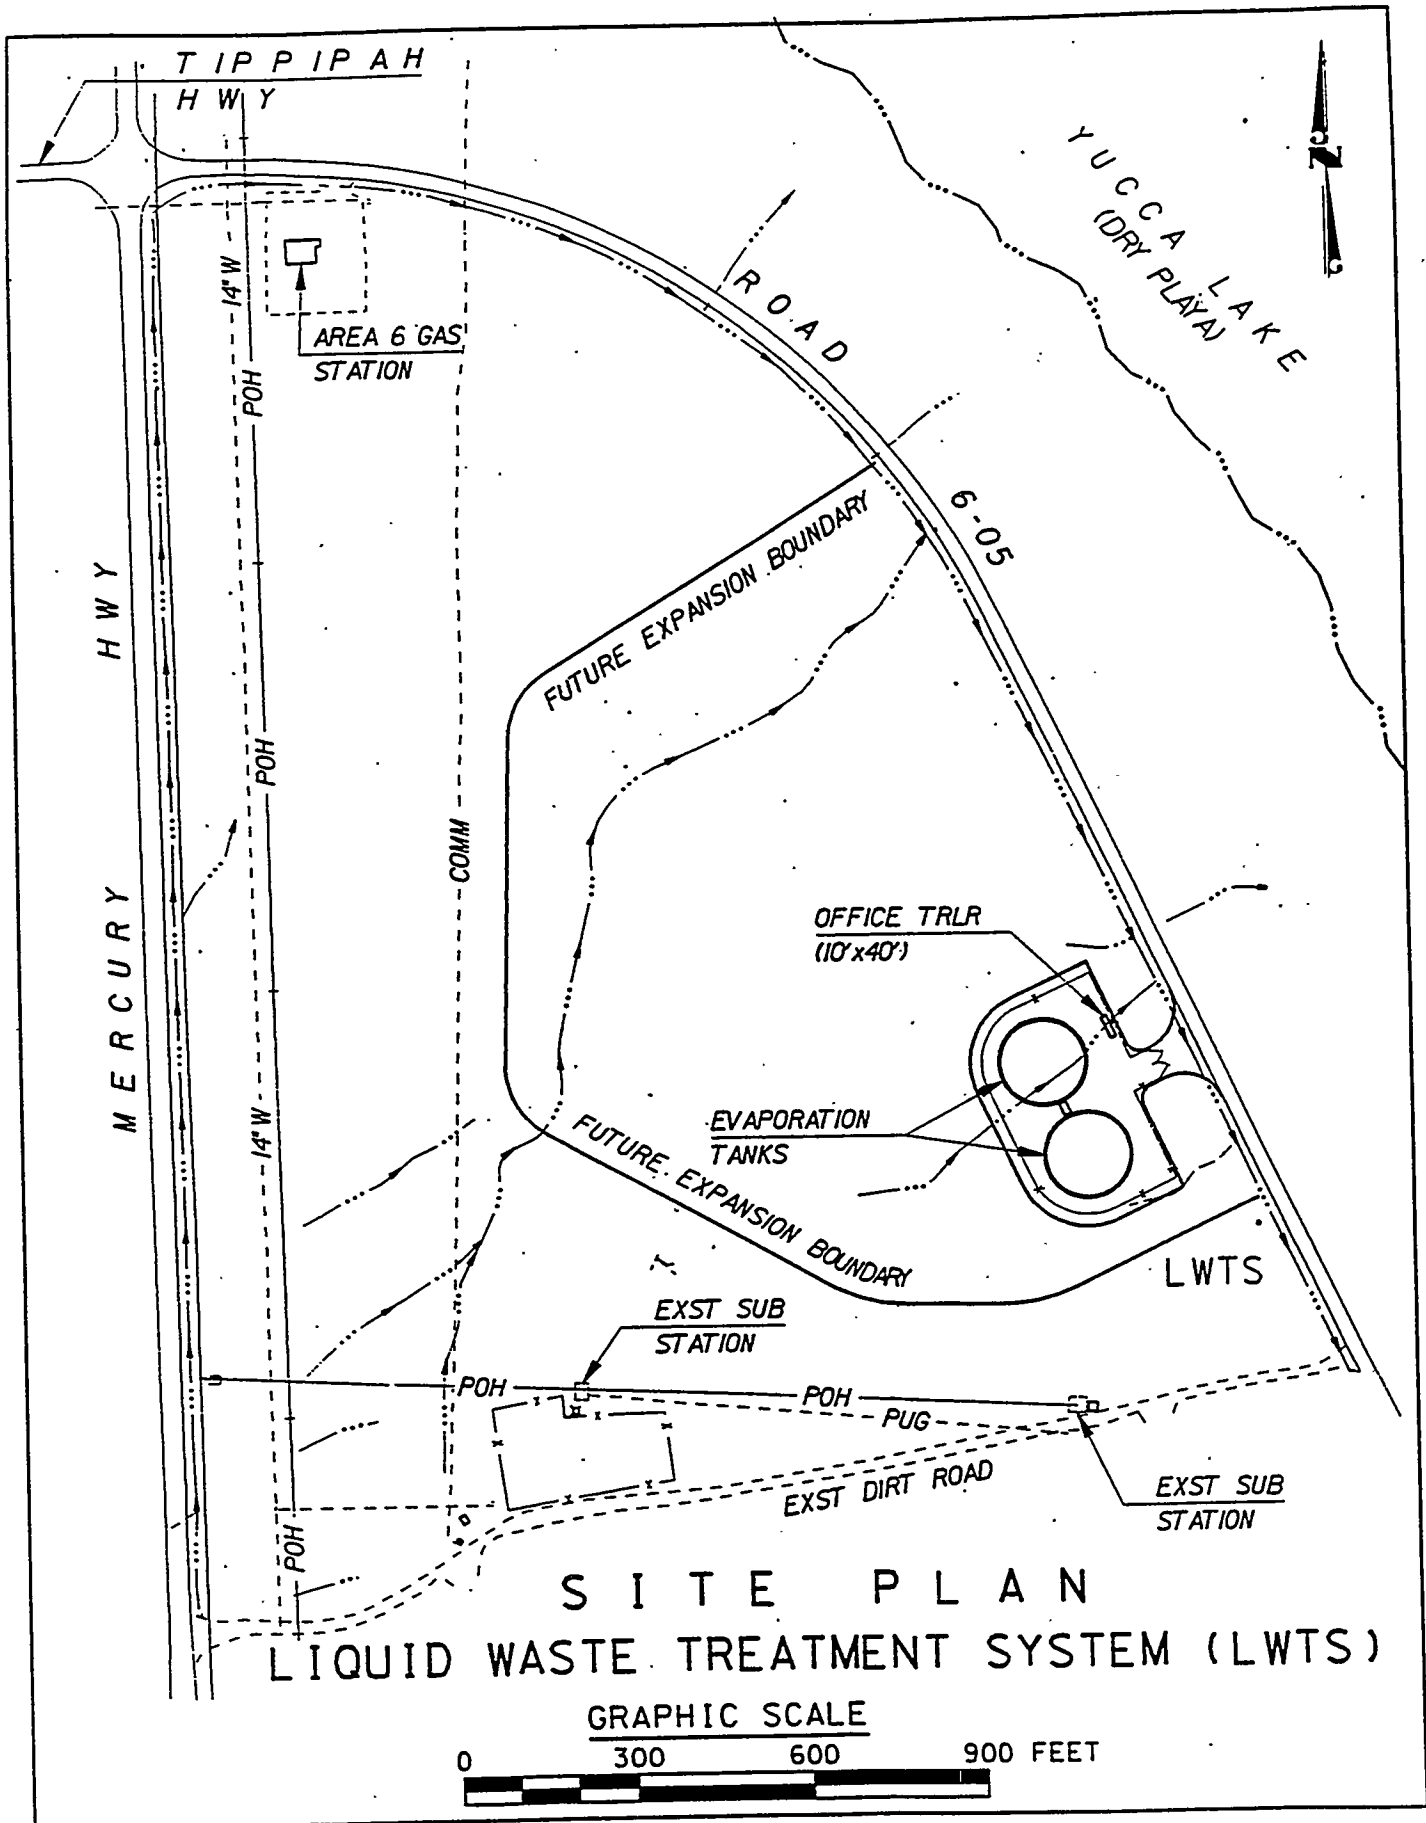 TIPPIPAH
HWY
N
YUCCA LAKE
(DRY PLAYA)
ROAD 6-05
14" W
POH
AREA 6 GAS
STATION
FUTURE EXPANSION BOUNDARY
MERCURY HWY
POH
COMM
OFFICE TRLR
(10'x40')
14" W
EVAPORATION
TANKS
FUTURE EXPANSION BOUNDARY
LWTS
EXST SUB
STATION
POH
POH
PUG
EXST DIRT ROAD
EXST SUB
STATION
POH
SITE PLAN
LIQUID WASTE TREATMENT SYSTEM (LWTS)
GRAPHIC SCALE
0 300 600 900 FEET